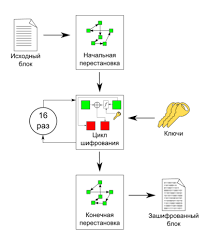 Исходный
блок
Начальная
перестановка
16
раз
Цикл
шифрования
Ключи
Конечная
перестановка
Зашифрованный
блок